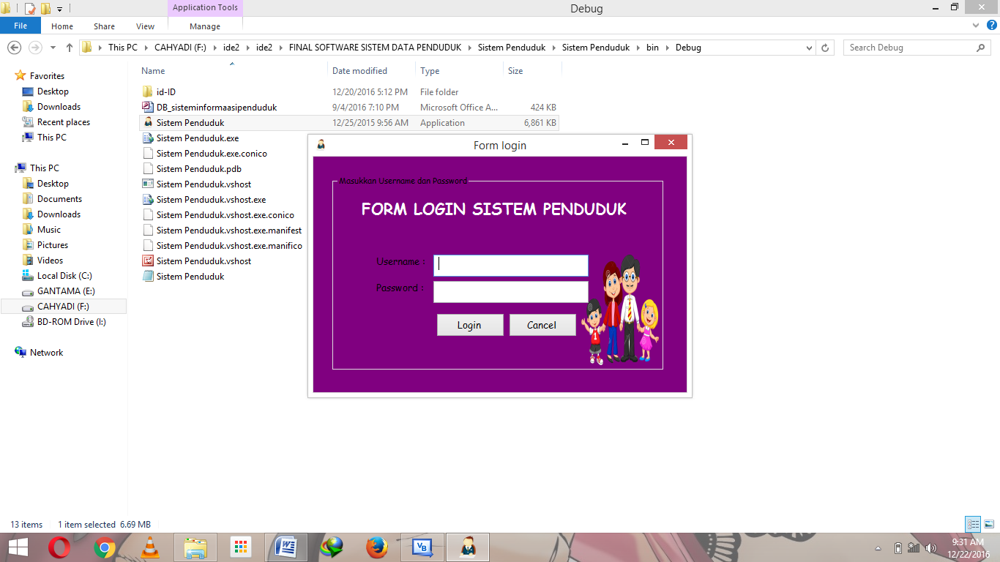 Application Tools
Debug
File Home Share View Manage
This PC CAHYADI (F:) ide2 ide2 FINAL SOFTWARE SISTEM DATA PENDUDUK Sistem Penduduk Sistem Penduduk bin Debug
Search Debug
Favorites
Desktop
Downloads
Recent places
This PC
This PC
Desktop
Documents
Downloads
Music
Pictures
Videos
Local Disk (C:)
GANTAMA (E:)
CAHYADI (F:)
BD-ROM Drive (I:)
Network
Name Date modified Type Size
id-ID 12/20/2016 5:12 PM File folder
DB_sisteminformaasipenduduk 9/4/2016 7:10 PM Microsoft Office A... 424 KB
Sistem Penduduk 12/25/2015 9:56 AM Application 6,861 KB
Sistem Penduduk.exe
Sistem Penduduk.exe.conico
Sistem Penduduk.pdb
Sistem Penduduk.vshost
Sistem Penduduk.vshost.exe
Sistem Penduduk.vshost.exe.conico
Sistem Penduduk.vshost.exe.manifest
Sistem Penduduk.vshost.exe.manifico
Sistem Penduduk.vshost
Sistem Penduduk
Form login
Masukkan Username dan Password
FORM LOGIN SISTEM PENDUDUK
Username :
Password :
Login Cancel
13 items 1 item selected 6.69 MB
9:31 AM
12/22/2016